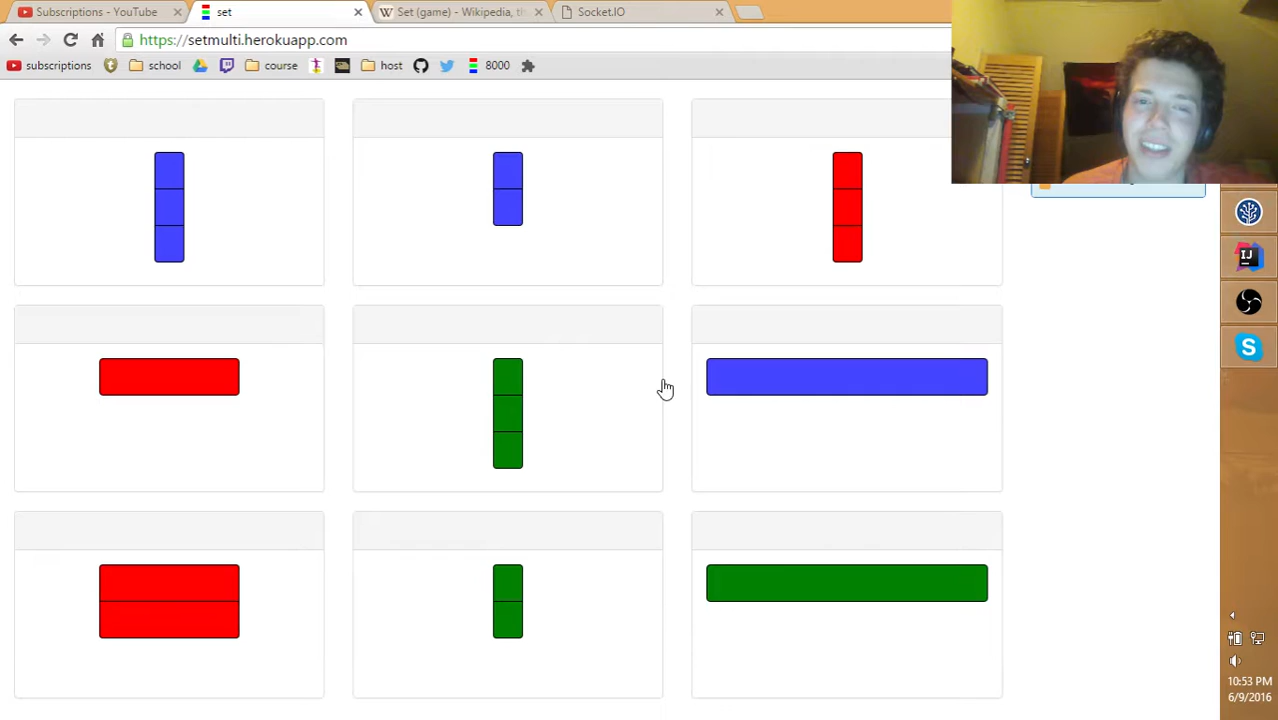 Subscriptions - YouTube
set
Set (game) - Wikipedia, th
Socket.IO
https://setmulti.herokuapp.com
subscriptions
school
course
host
8000
IJ
10:53 PM
6/9/2016